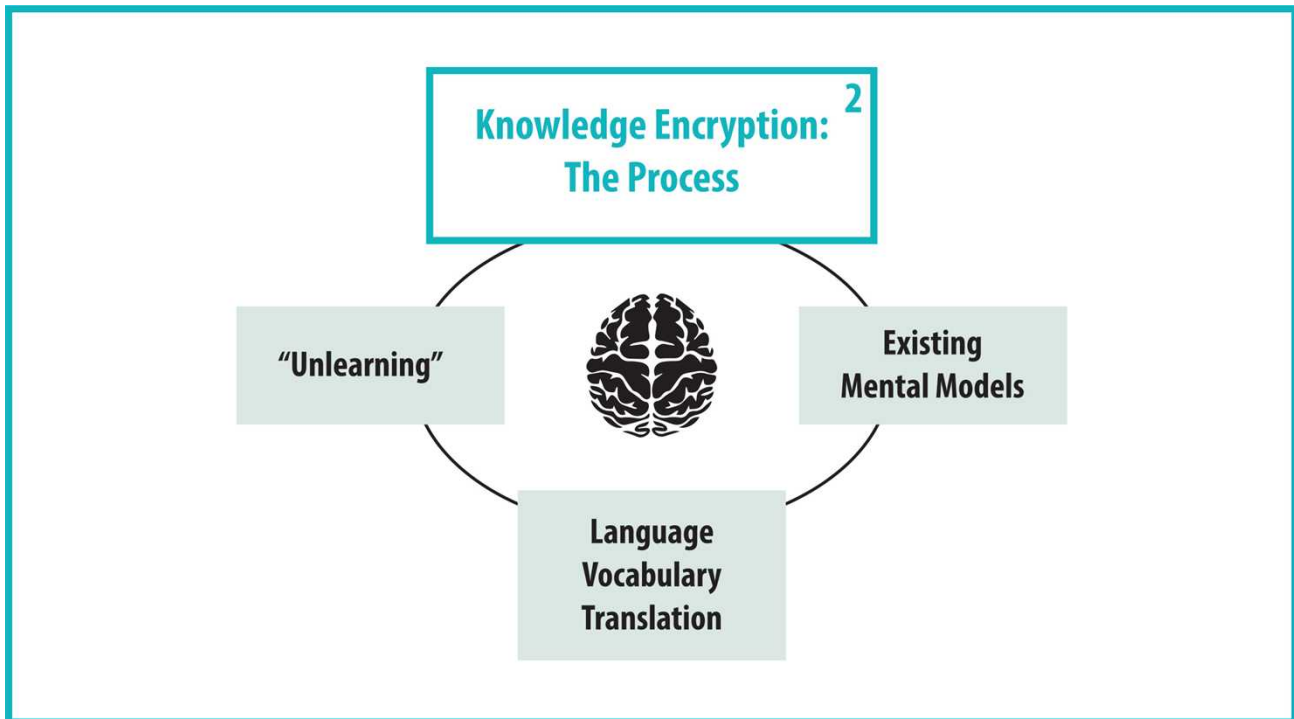 Knowledge Encryption:
The Process
2
“Unlearning”
Existing
Mental Models
Language
Vocabulary
Translation